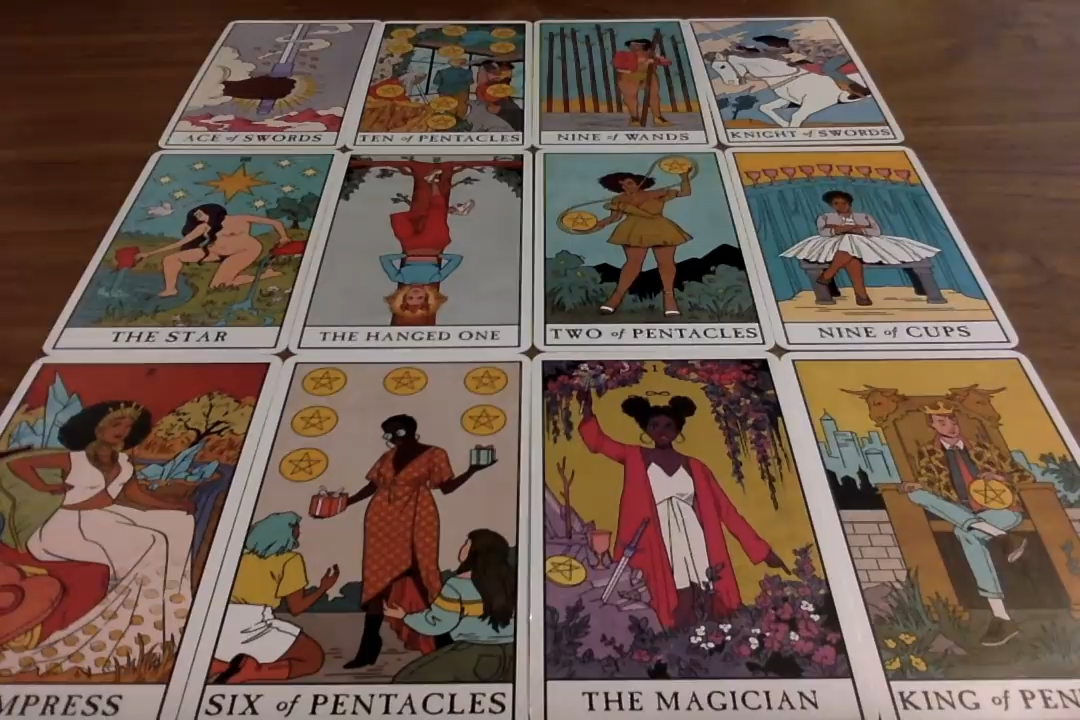 ACE of SWORDS
TEN of PENTACLES
NINE of WANDS
KNIGHT of SWORDS
THE STAR
THE HANGED ONE
TWO of PENTACLES
NINE of CUPS
I
MPRESS
SIX of PENTACLES
THE MAGICIAN
KING of PEN